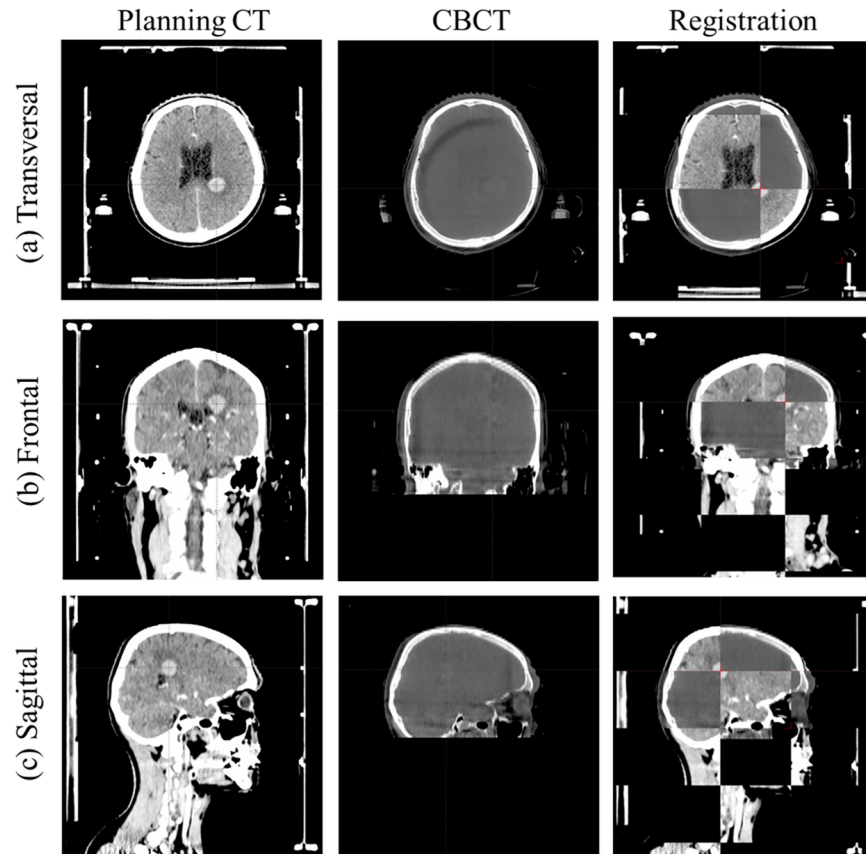 Planning CT
CBCT
Registration
(a) Transversal
(b) Frontal
(c) Sagittal